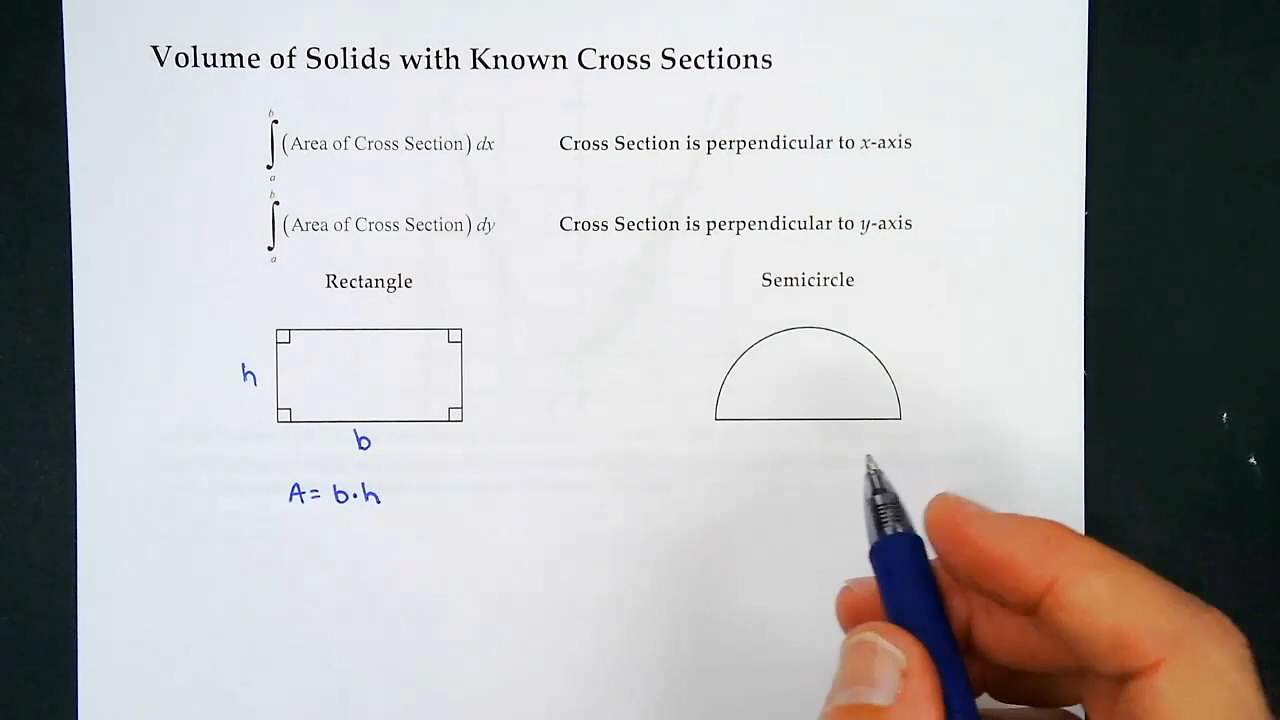 Volume of Solids with Known Cross Sections
b
∫ (Area of Cross Section) dx Cross Section is perpendicular to x-axis
a
b
∫ (Area of Cross Section) dy Cross Section is perpendicular to y-axis
a
Rectangle Semicircle
h
b
A = b·h